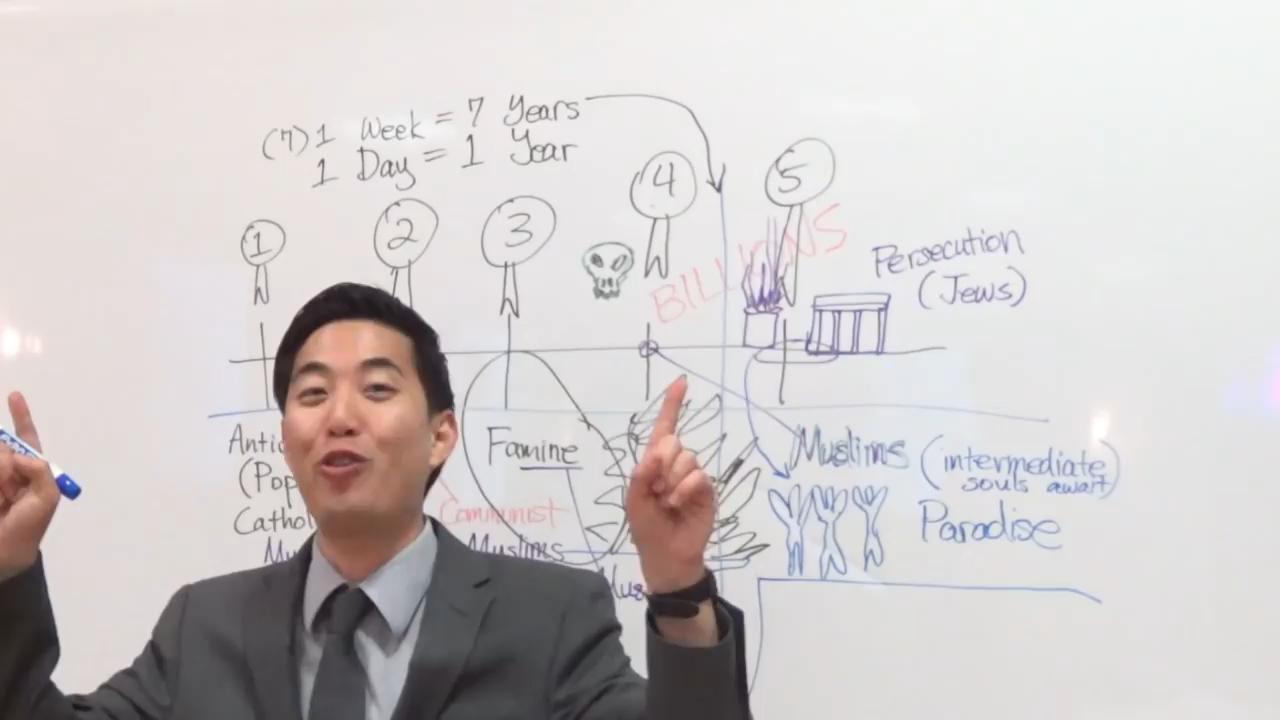 (7) 1 Week = 7 Years
1 Day = 1 Year
1
2
3
4
5
BILLIONS
Persecution
(Jews)
Famine
Communist
Muslims
Muslims (intermediate
souls await)
Paradise